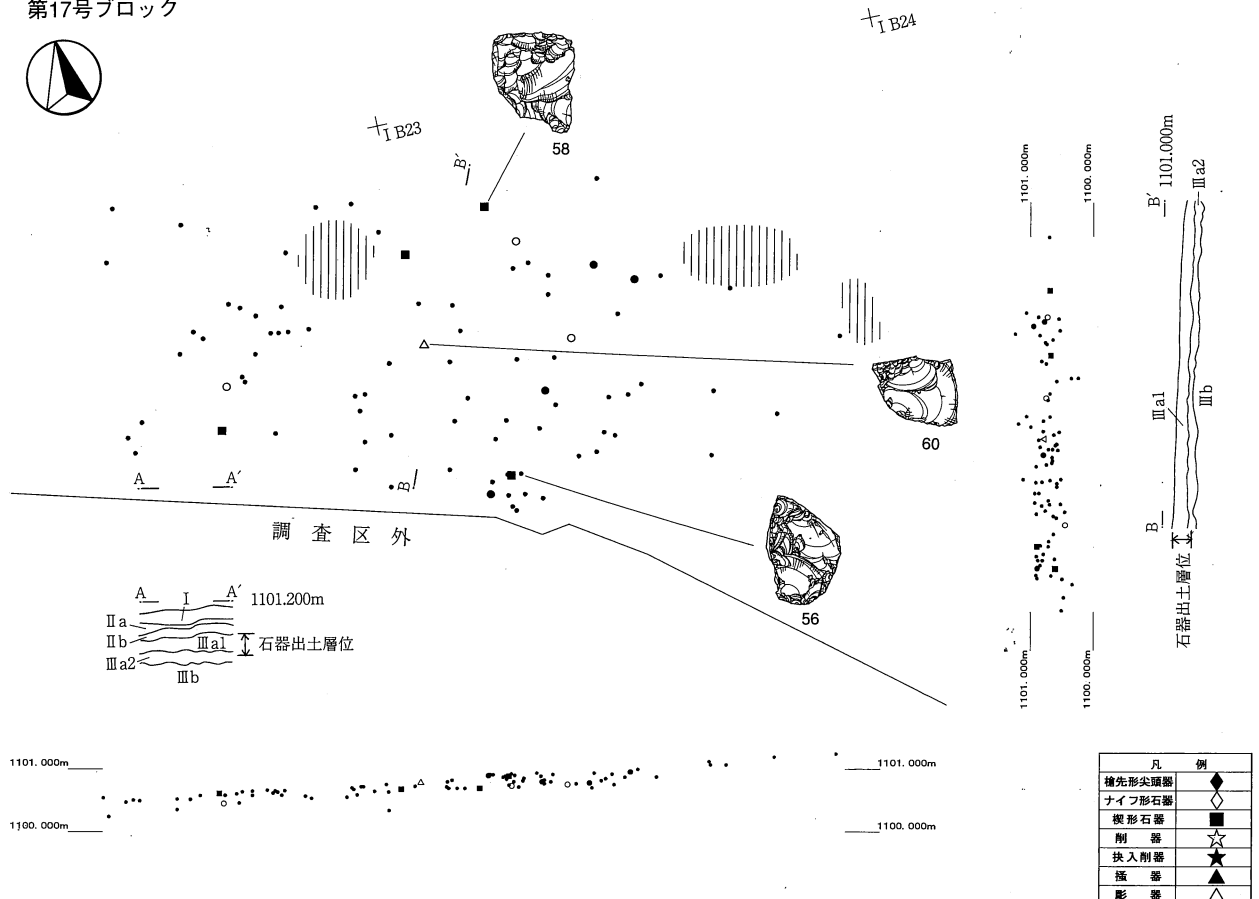 第17号ブロック
I B24
I B23
58
B′
60
B
A A′
調査区外
56
A I A′ 1101.200m
Ⅱa
Ⅱb
Ⅲa1
石器出土層位
Ⅲa2
Ⅲb
1101.000m
1100.000m
1101.000m
1100.000m
1101.000m
1100.000m
1101.000m
1100.000m
B′ 1101.000m
Ⅲa2
Ⅲa1
Ⅲb
B
石器出土層位
凡例
槍先形尖頭器
ナイフ形石器
楔形石器
削器
抉入削器
掻器
彫器